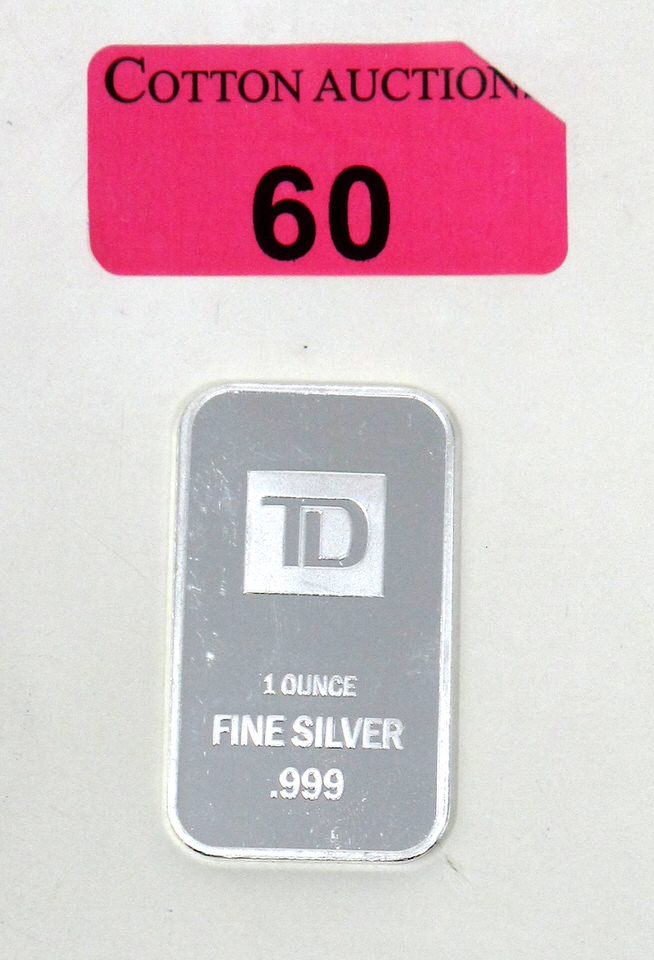 COTTON AUCTION
60
TD
1 OUNCE
FINE SILVER
.999